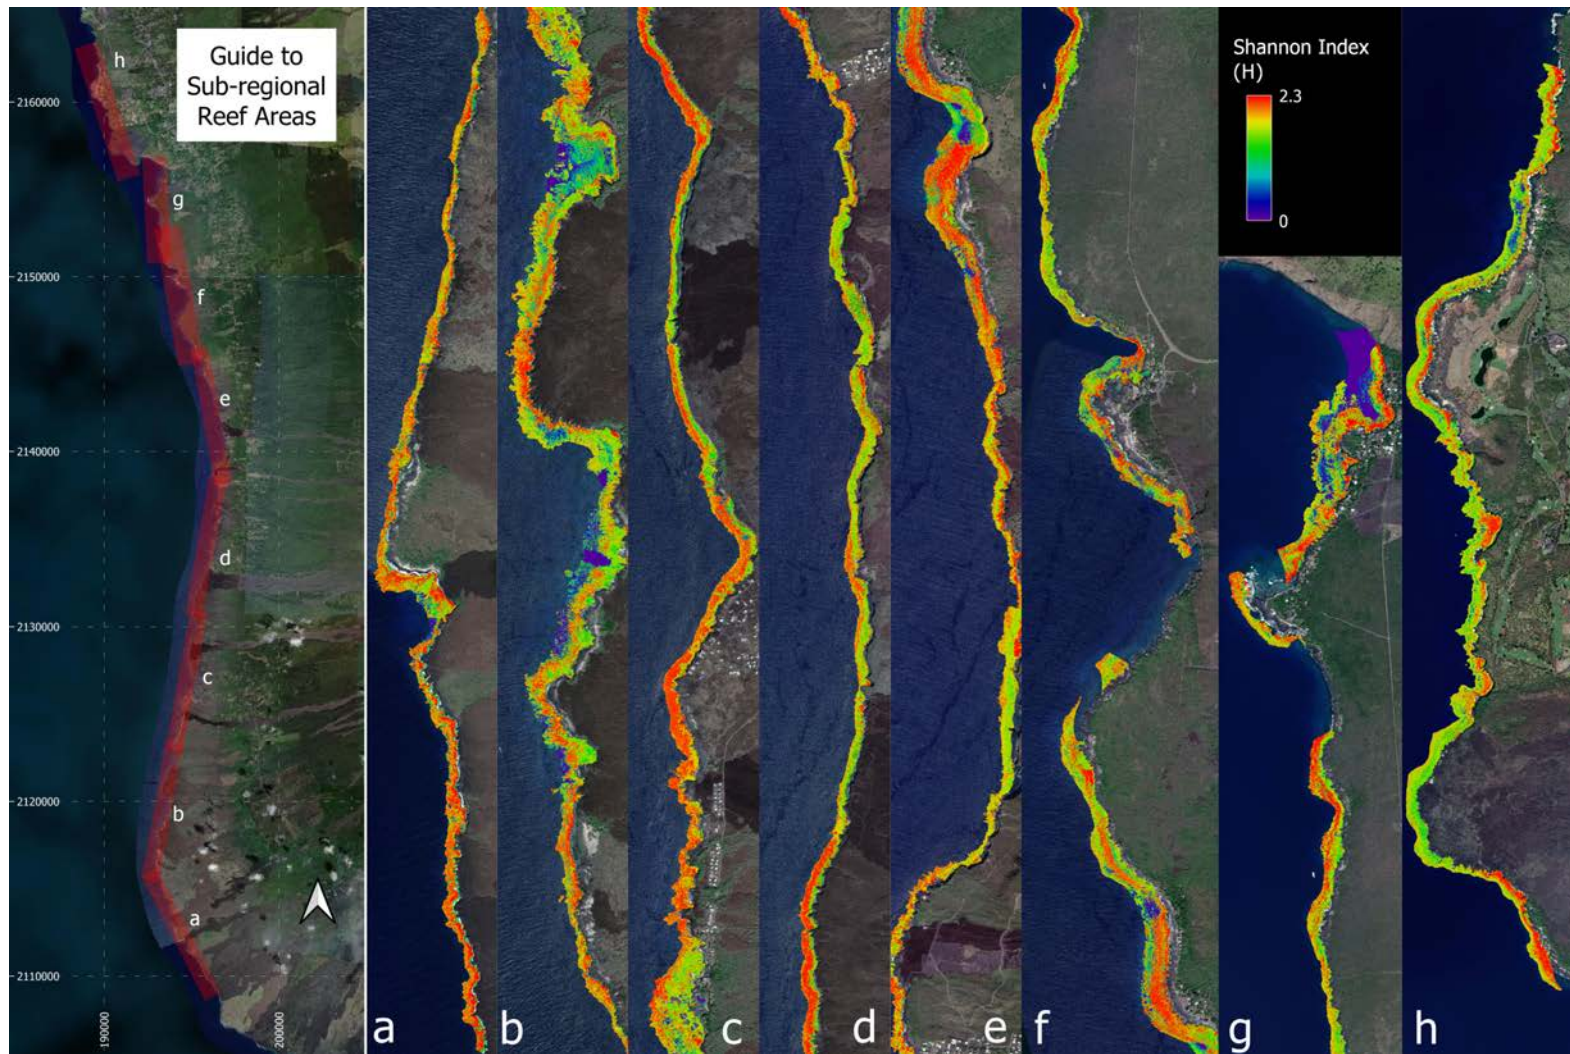 Guide to
Sub-regional
Reef Areas
h
g
f
e
d
c
b
a
2160000
2150000
2140000
2130000
2120000
2110000
190000
200000
Shannon Index
(H)
2.3
0
a
b
c
d
e
f
g
h